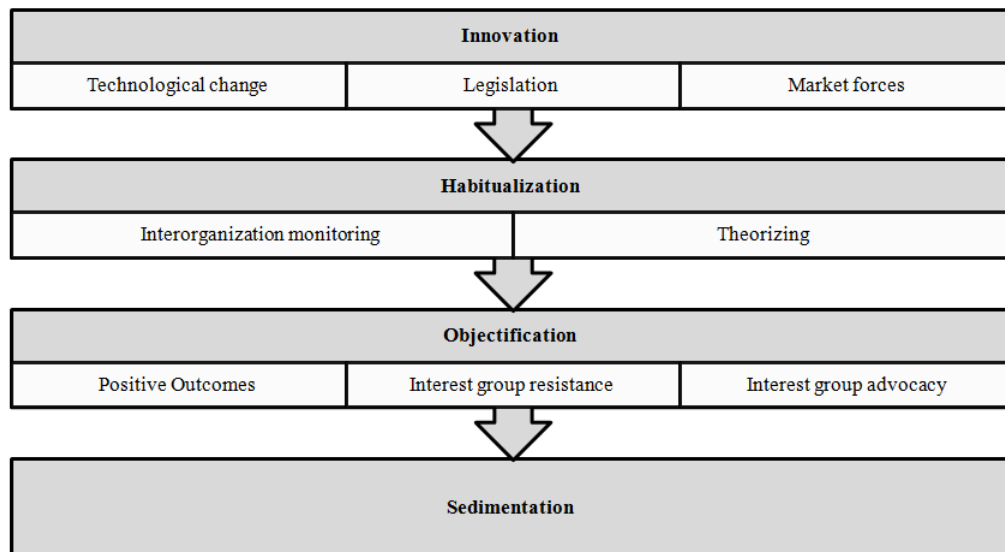 Innovation
Technological change Legislation Market forces
Habitualization
Interorganization monitoring Theorizing
Objectification
Positive Outcomes Interest group resistance Interest group advocacy
Sedimentation